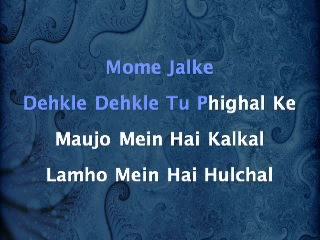 Mome Jalke
Dehkle Dehkle Tu Phighal Ke
Maujo Mein Hai Kalkal
Lamho Mein Hai Hulchal